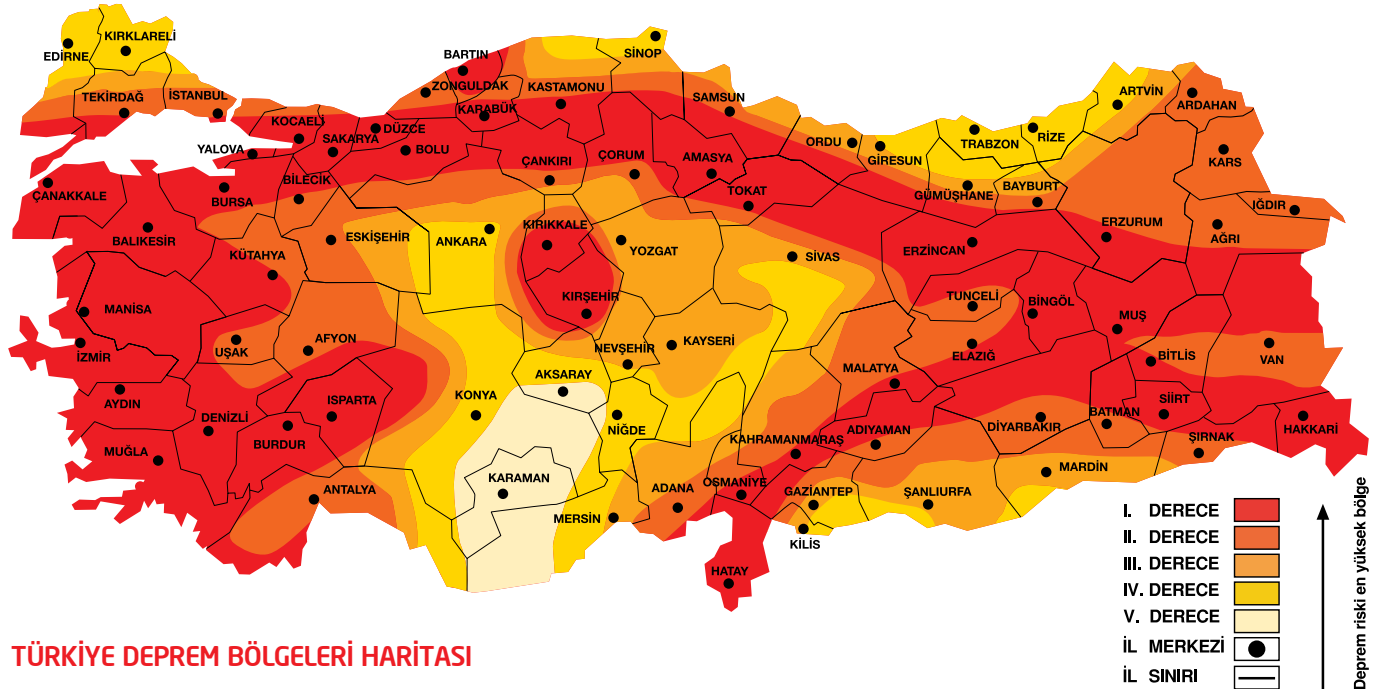 KIRKLARELİ
EDİRNE
TEKİRDAĞ
İSTANBUL
BARTIN
ZONGULDAK
KASTAMONU
KARABÜK
SİNOP
SAMSUN
ORDU
GİRESUN
TRABZON
RİZE
ARTVİN
ARDAHAN
KARS
IĞDIR
KOCAELİ
SAKARYA
DÜZCE
BOLU
YALOVA
ÇANKIRI
ÇORUM
AMASYA
TOKAT
GÜMÜŞHANE
BAYBURT
ERZURUM
AĞRI
ÇANAKKALE
BURSA
BİLECİK
BALIKESİR
KÜTAHYA
ESKİŞEHİR
ANKARA
KIRIKKALE
YOZGAT
SİVAS
ERZİNCAN
TUNCELİ
BİNGÖL
MUŞ
MANİSA
İZMİR
UŞAK
AFYON
KIRŞEHİR
NEVŞEHİR
KAYSERİ
MALATYA
ELAZIĞ
BİTLİS
VAN
AYDIN
DENİZLİ
ISPARTA
BURDUR
KONYA
AKSARAY
NİĞDE
KAHRAMANMARAŞ
ADIYAMAN
DİYARBAKIR
BATMAN
SİİRT
ŞIRNAK
HAKKARİ
MUĞLA
ANTALYA
KARAMAN
MERSİN
ADANA
OSMANİYE
GAZİANTEP
ŞANLIURFA
MARDİN
KİLİS
HATAY
I. DERECE
II. DERECE
III. DERECE
IV. DERECE
V. DERECE
İL MERKEZİ
İL SINIRI
Deprem riski en yüksek bölge
TÜRKİYE DEPREM BÖLGELERİ HARİTASI